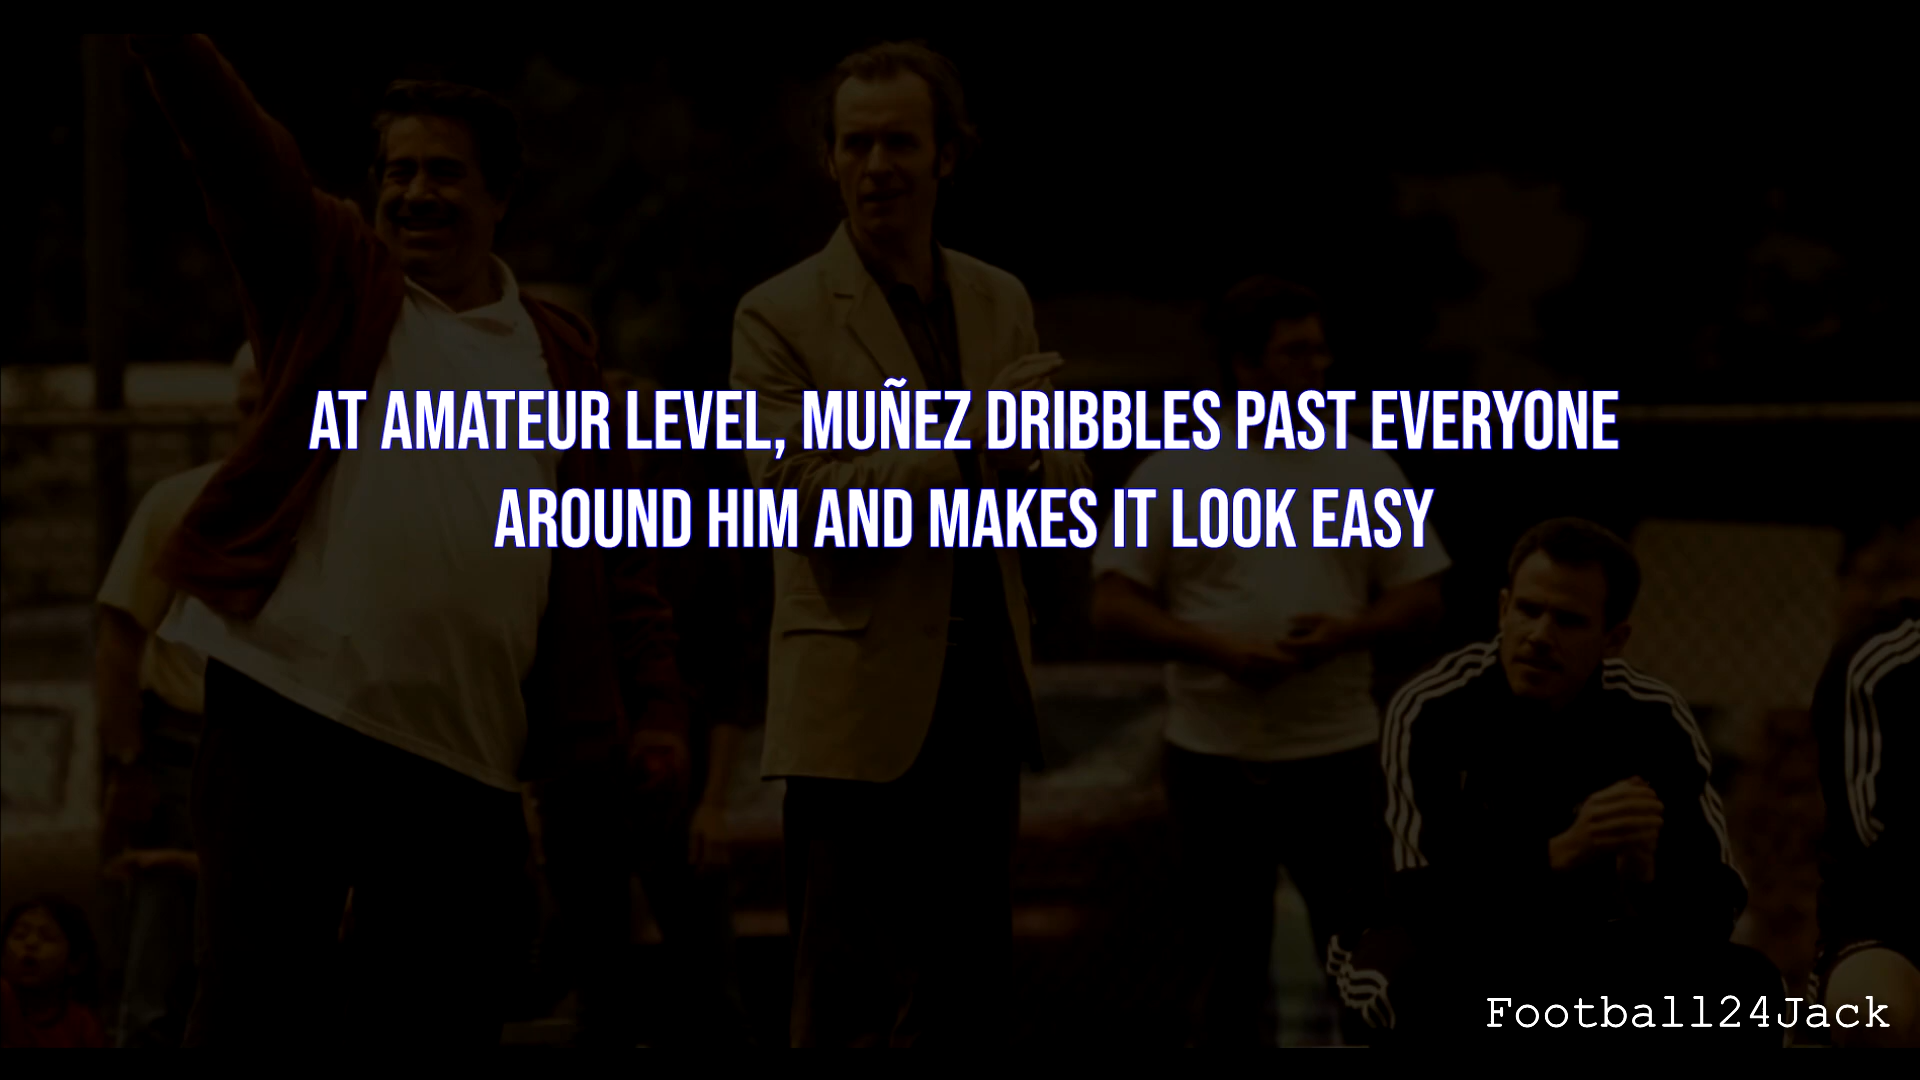 AT AMATEUR LEVEL, MUÑEZ DRIBBLES PAST EVERYONE
AROUND HIM AND MAKES IT LOOK EASY
Football24Jack